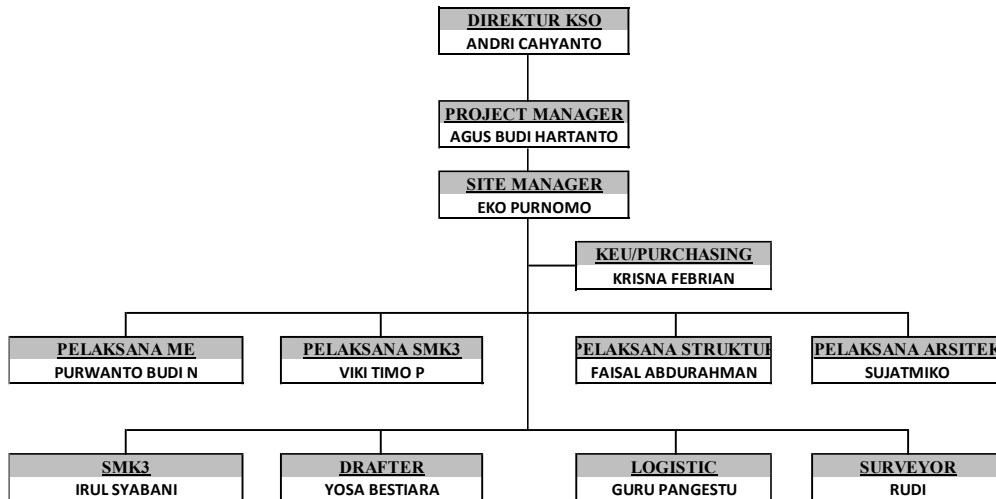 DIREKTUR KSO
ANDRI CAHYANTO
PROJECT MANAGER
AGUS BUDI HARTANTO
SITE MANAGER
EKO PURNOMO
KEU/PURCHASING
KRISNA FEBRIAN
PELAKSANA ME
PURWANTO BUDI N
PELAKSANA SMK3
VIKI TIMO P
PELAKSANA STRUKTUR
FAISAL ABDURAHMAN
PELAKSANA ARSITEK
SUJATMIKO
SMK3
IRUL SYABANI
DRAFTER
YOSA BESTIARA
LOGISTIC
GURU PANGESTU
SURVEYOR
RUDI